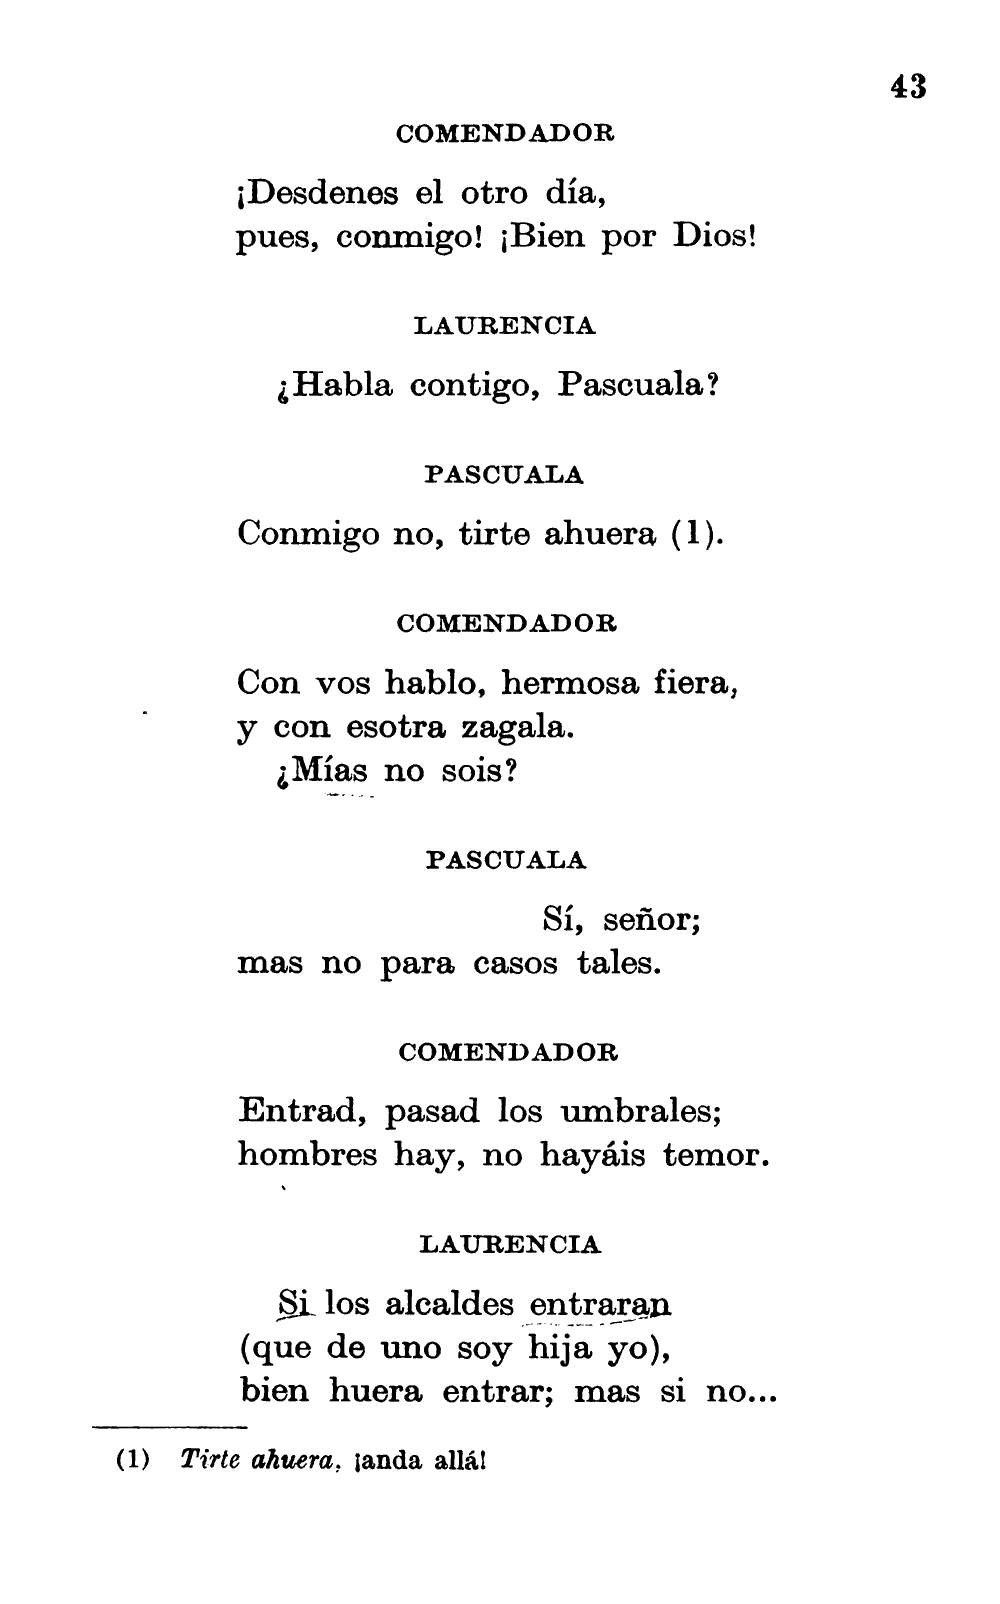 43
COMENDADOR
¡Desdenes el otro día,
pues, conmigo! ¡Bien por Dios!
LAURENCIA
¿Habla contigo, Pascuala?
PASCUALA
Conmigo no, tirte ahuera (1).
COMENDADOR
Con vos hablo, hermosa fiera,
y con esotra zagala.
¿Mías no sois?
PASCUALA
Sí, señor;
mas no para casos tales.
COMENDADOR
Entrad, pasad los umbrales;
hombres hay, no hayáis temor.
LAURENCIA
Si los alcaldes entraran
(que de uno soy hija yo),
bien huera entrar; mas si no...
(1) Tirte ahuera, ¡anda allá!